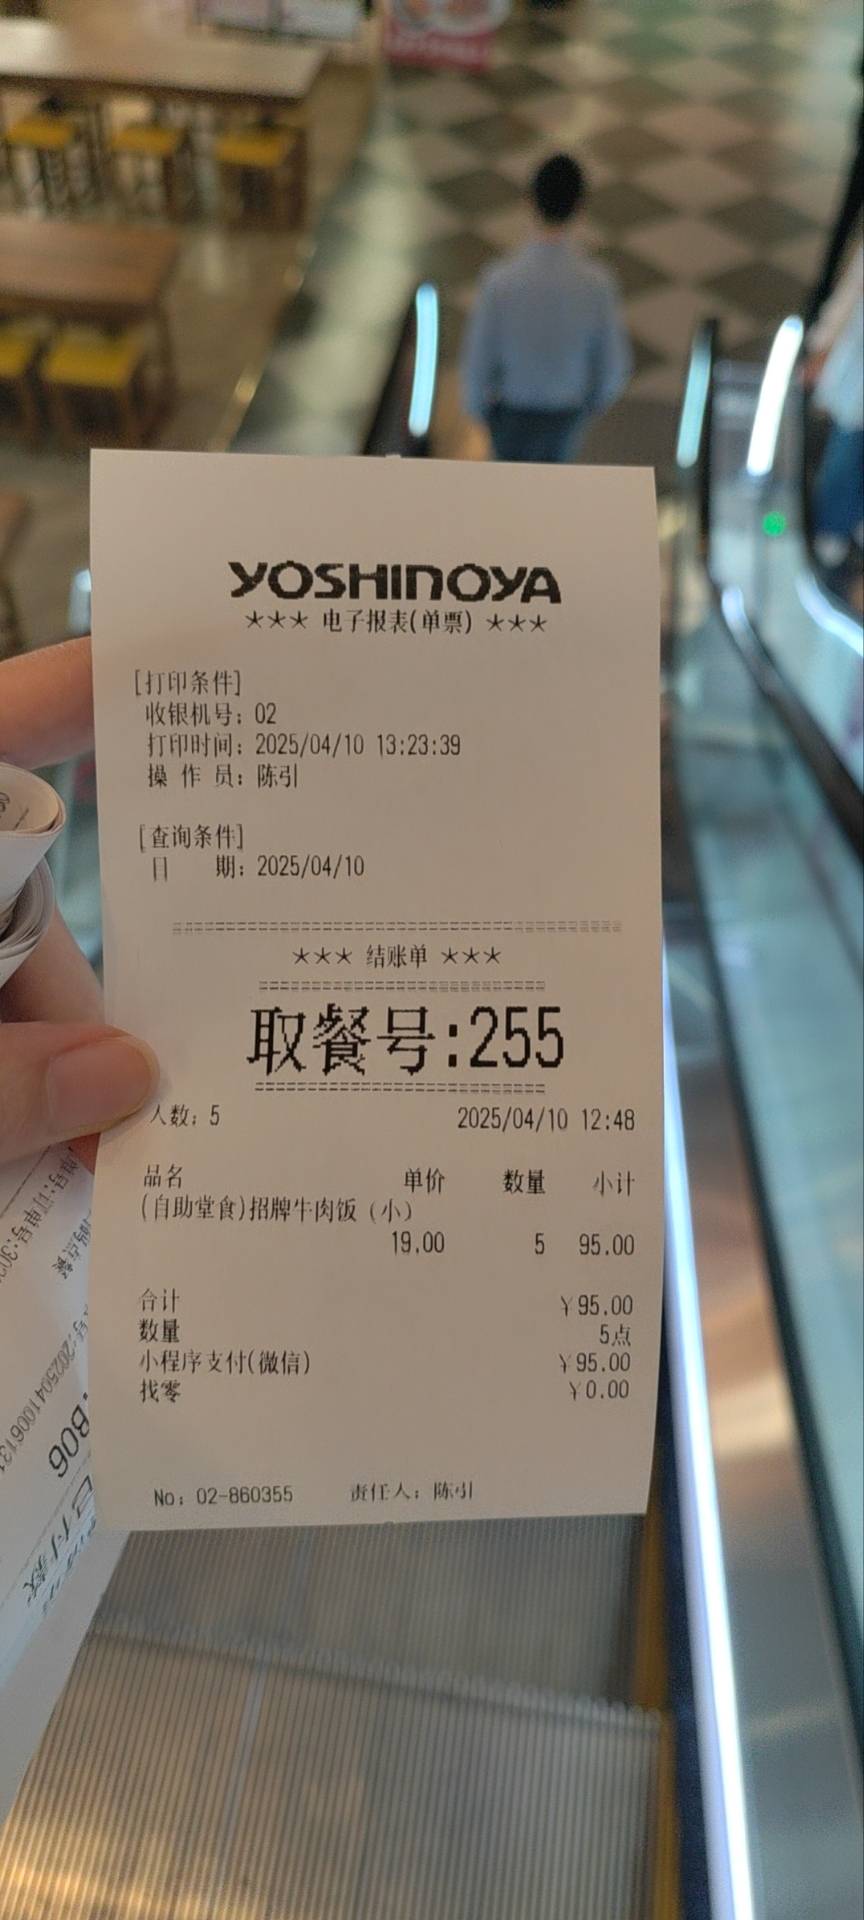 YOSHINOYA
*** 电子报表(单票) ***
[打印条件]
收银机号: 02
打印时间: 2025/04/10 13:23:39
操 作 员: 陈引
[查询条件]
日 期: 2025/04/10
*** 结账单 ***
取餐号:255
人数: 5 2025/04/10 12:48
品名 单价 数量 小计
(自助堂食)招牌牛肉饭(小)
19.00 5 95.00
合计 ¥95.00
数量 5点
小程序支付(微信) ¥95.00
找零 ¥0.00
No: 02-860355 责任人: 陈引
B06
已付款